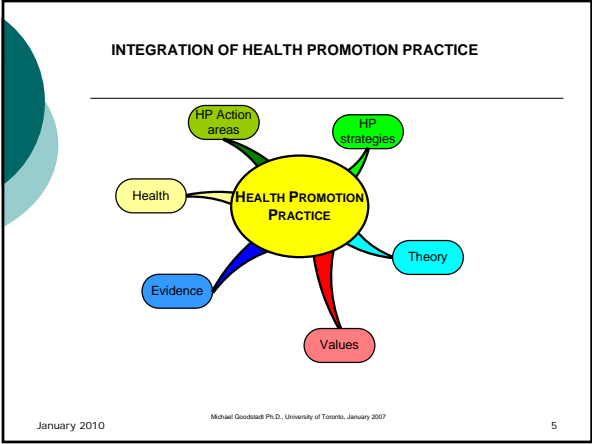 INTEGRATION OF HEALTH PROMOTION PRACTICE
HP Action
areas
HP
strategies
Health
HEALTH PROMOTION
PRACTICE
Theory
Evidence
Values
Michael Goodstadt Ph.D., University of Toronto, January 2007
January 2010
5